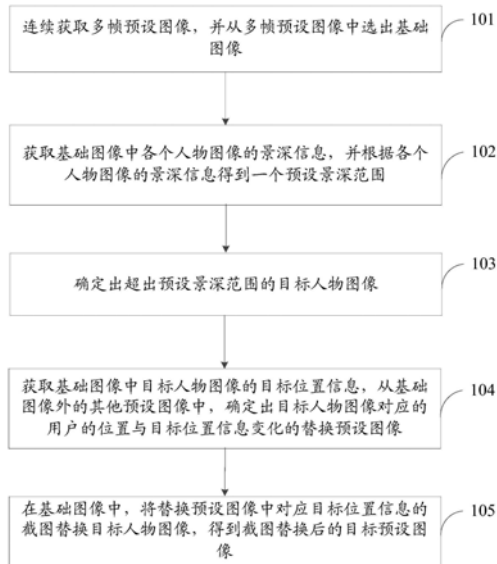 连续获取多帧预设图像，并从多帧预设图像中选出基础
图像
101
获取基础图像中各个人物图像的景深信息，并根据各个
人物图像的景深信息得到一个预设景深范围
102
确定出超出预设景深范围的目标人物图像
103
获取基础图像中目标人物图像的目标位置信息，从基础
图像外的其他预设图像中，确定出目标人物图像对应的
用户的位置与目标位置信息变化的替换预设图像
104
在基础图像中，将替换预设图像中对应目标位置信息的
截图替换目标人物图像，得到截图替换后的目标预设图
像
105